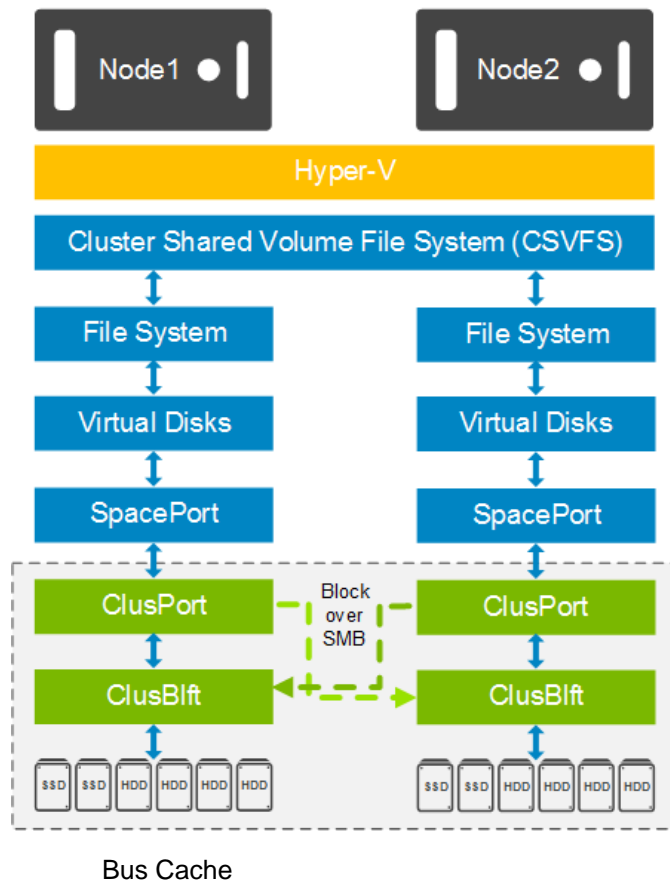 Node1
Node2
Hyper-V
Cluster Shared Volume File System (CSVFS)
File System
File System
Virtual Disks
Virtual Disks
SpacePort
SpacePort
ClusPort
Block
over
SMB
ClusPort
ClusBlft
ClusBlft
SSD SSD HDD HDD HDD HDD
SSD SSD HDD HDD HDD HDD
Bus Cache